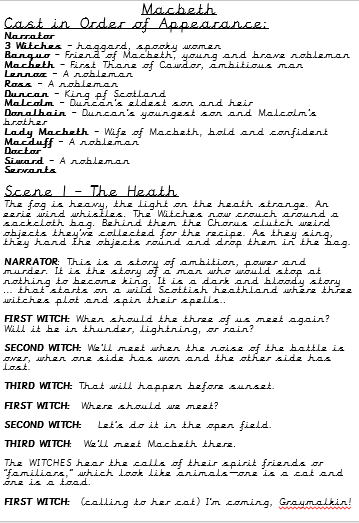 Macbeth
Cast in Order of Appearance:
Narrator
3 Witches – haggard, spooky women
Banquo – Friend of Macbeth, young and brave nobleman
Macbeth – First Thane of Cawdor, ambitious man
Lennox – A nobleman
Ross – A nobleman
Duncan – King of Scotland
Malcolm – Duncan's eldest son and heir
Donalbain – Duncan's youngest son and Malcolm's
brother
Lady Macbeth – Wife of Macbeth, bold and confident
Macduff – A nobleman
Doctor
Siward – A nobleman
Servants
Scene 1 – The Heath
The fog is heavy, the light on the heath strange. An
eerie wind whistles. The Witches now crouch around a
sackcloth bag. Behind them the Chorus clutch weird
objects they've collected for the recipe. As they sing,
they hand the objects round and drop them in the bag.
NARRATOR: This is a story of ambition, power and
murder. It is the story of a man who would stop at
nothing to become king. It is a dark and bloody story
... that starts on a wild Scottish heathland where three
witches plot and spin their spells..
FIRST WITCH: When should the three of us meet again?
Will it be in thunder, lightning, or rain?
SECOND WITCH: We'll meet when the noise of the battle is
over, when one side has won and the other side has
lost.
THIRD WITCH: That will happen before sunset.
FIRST WITCH: Where should we meet?
SECOND WITCH: Let's do it in the open field.
THIRD WITCH: We'll meet Macbeth there.
The WITCHES hear the calls of their spirit friends or
"familiars," which look like animals—one is a cat and
one is a toad.
FIRST WITCH: (calling to her cat) I'm coming, Graymalkin!